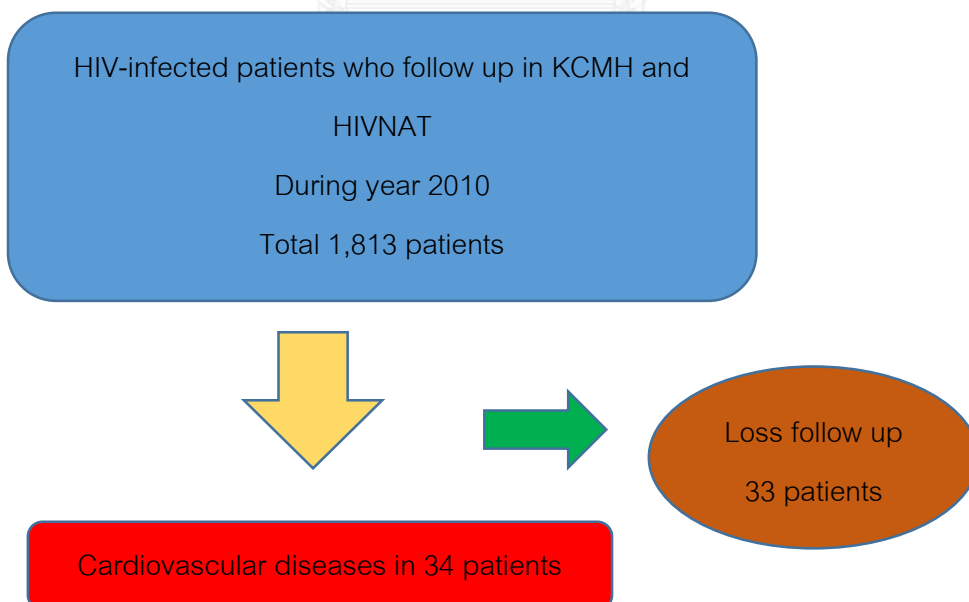 HIV-infected patients who follow up in KCMH and
HIVNAT
During year 2010
Total 1,813 patients
Loss follow up
33 patients
Cardiovascular diseases in 34 patients